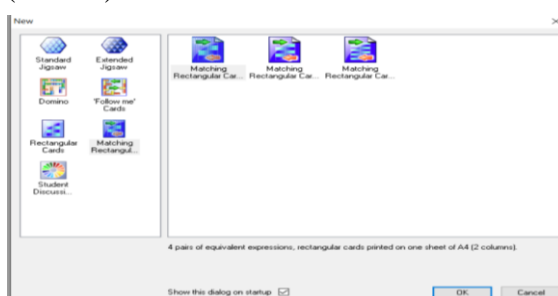 New
Standard Jigsaw
Extended Jigsaw
Domino
'Follow me' Cards
Rectangular Cards
Matching Rectangul...
Student Discussi...
Matching Rectangular Car...
Matching Rectangular Car...
Matching Rectangular Car...
4 pairs of equivalent expressions, rectangular cards printed on one sheet of A4 (2 columns).
Show this dialog on startup
OK
Cancel